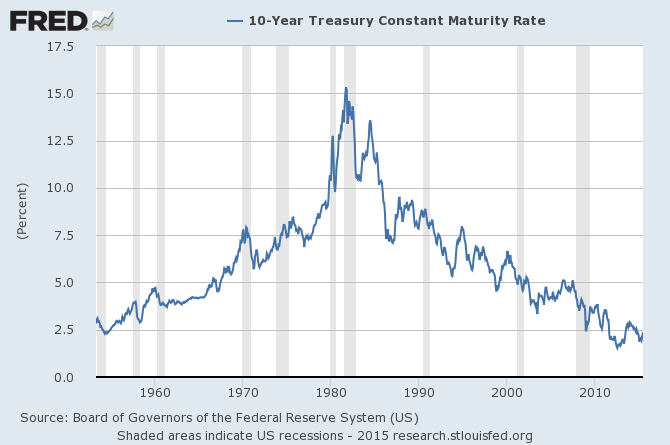 FRED
10-Year Treasury Constant Maturity Rate
17.5
15.0
12.5
10.0
7.5
5.0
2.5
0.0
(Percent)
1960 1970 1980 1990 2000 2010
Source: Board of Governors of the Federal Reserve System (US)
Shaded areas indicate US recessions - 2015 research.stlouisfed.org